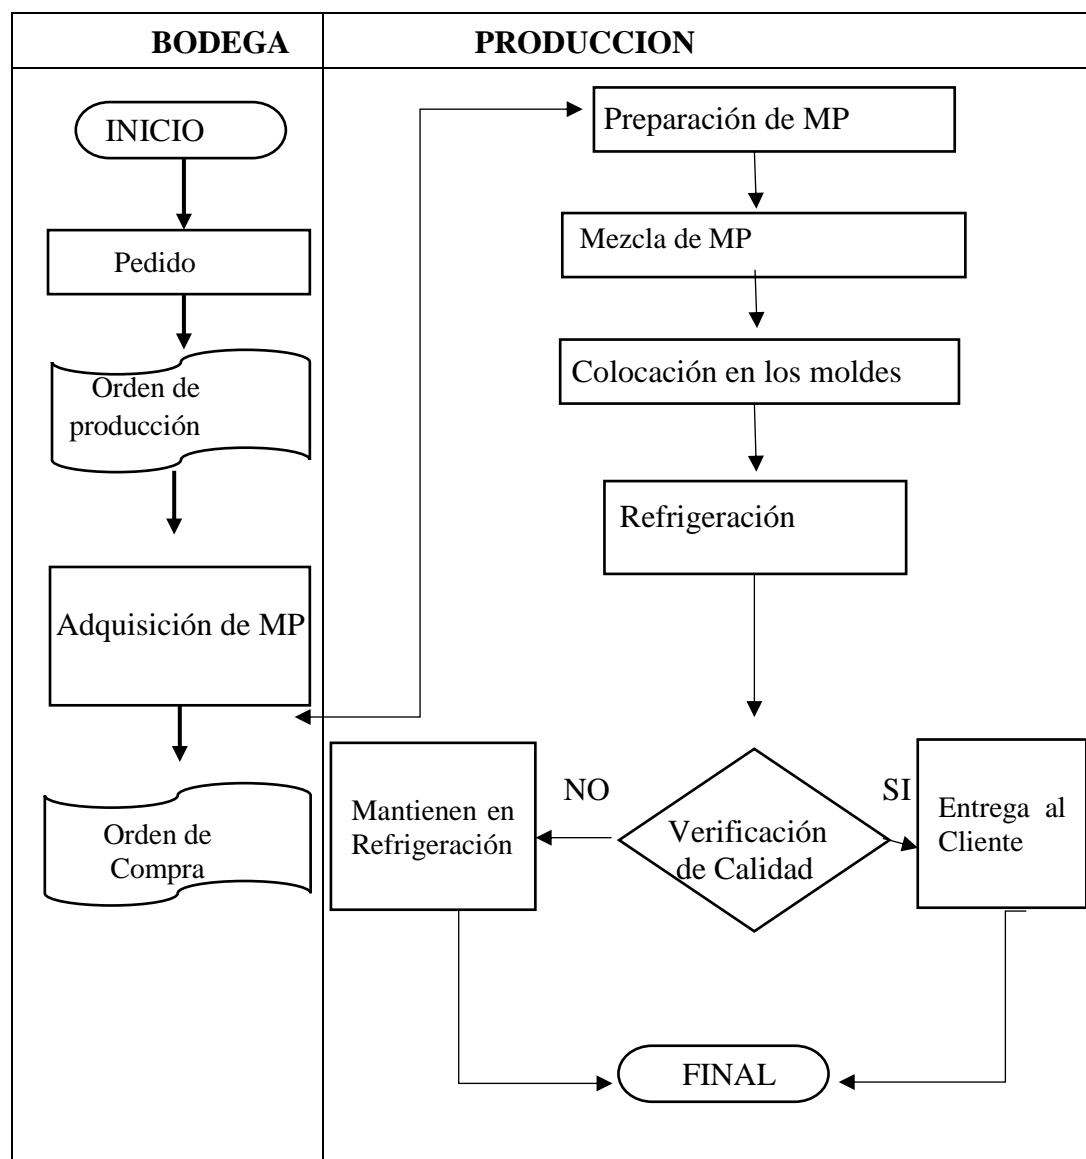 BODEGA
PRODUCCION
INICIO
Pedido
Orden de
producción
Adquisición de MP
Orden de
Compra
Preparación de MP
Mezcla de MP
Colocación en los moldes
Refrigeración
NO
SI
Mantienen en
Refrigeración
Verificación
de Calidad
Entrega al
Cliente
FINAL